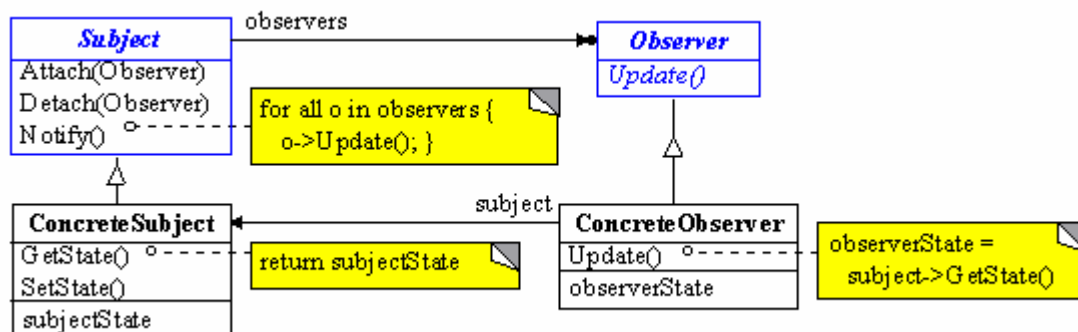 observers
Subject
Attach(Observer)
Detach(Observer)
Notify()
for all o in observers {
o->Update(); }
Observer
Update()
subject
ConcreteSubject
GetState()
SetState()
subjectState
return subjectState
ConcreteObserver
Update()
observerState
observerState =
subject->GetState()